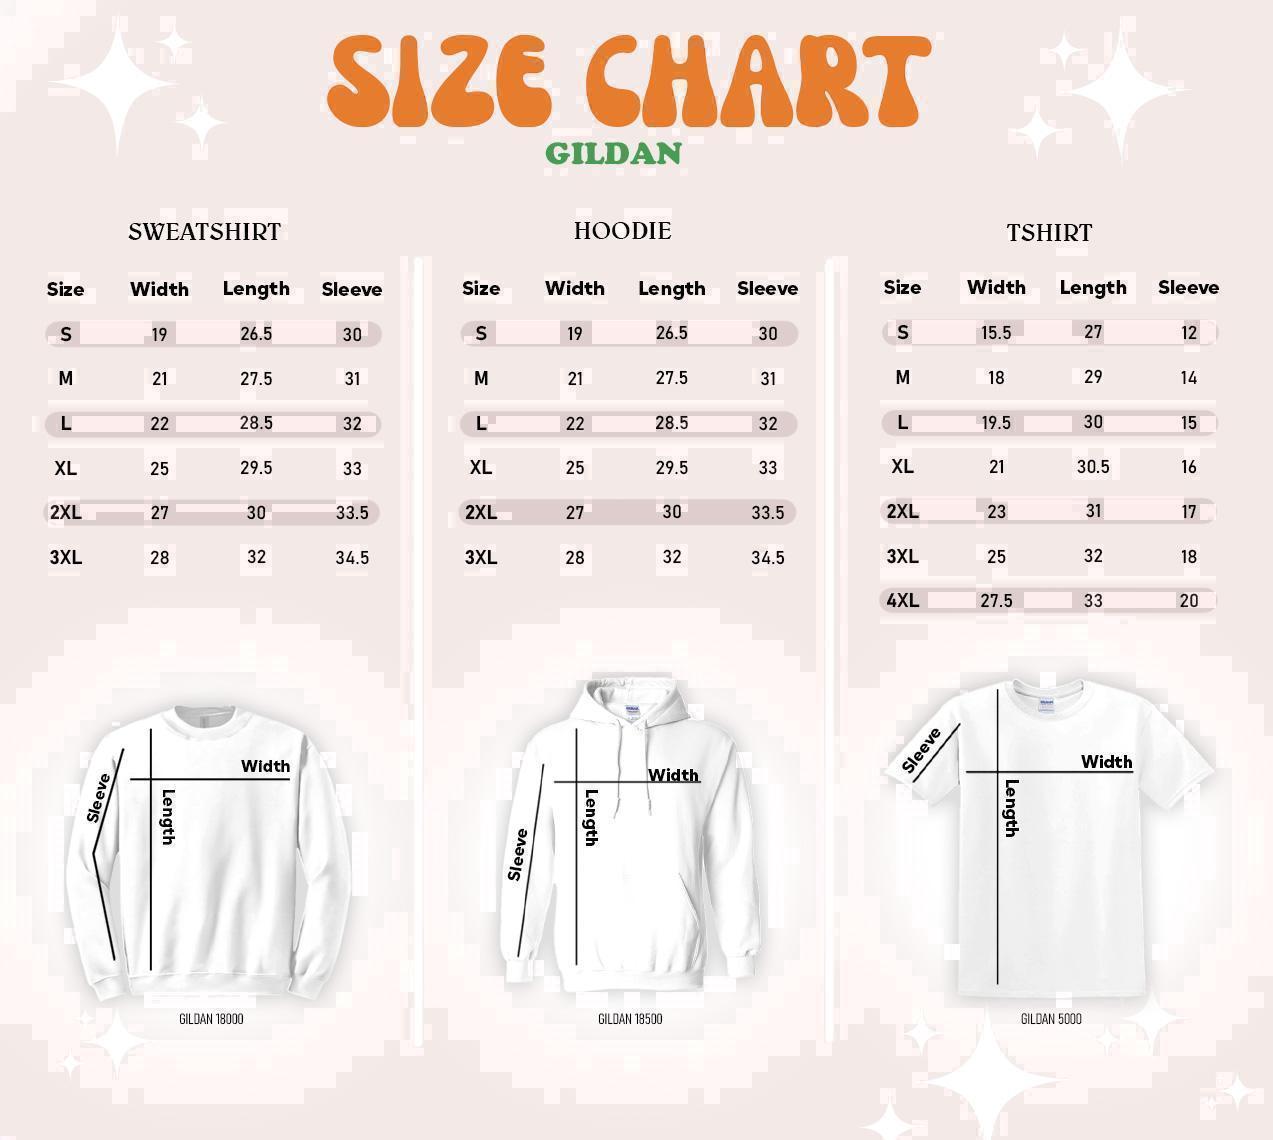 SIZE CHART
GILDAN
SWEATSHIRT
Size Width Length Sleeve
S 19 26.5 30
M 21 27.5 31
L 22 28.5 32
XL 25 29.5 33
2XL 27 30 33.5
3XL 28 32 34.5
Width
Sleeve
Length
GILDAN 18000
HOODIE
Size Width Length Sleeve
S 19 26.5 30
M 21 27.5 31
L 22 28.5 32
XL 25 29.5 33
2XL 27 30 33.5
3XL 28 32 34.5
Width
Length
Sleeve
GILDAN 18500
TSHIRT
Size Width Length Sleeve
S 15.5 27 12
M 18 29 14
L 19.5 30 15
XL 21 30.5 16
2XL 23 31 17
3XL 25 32 18
4XL 27.5 33 20
Sleeve
Width
Length
GILDAN 5000